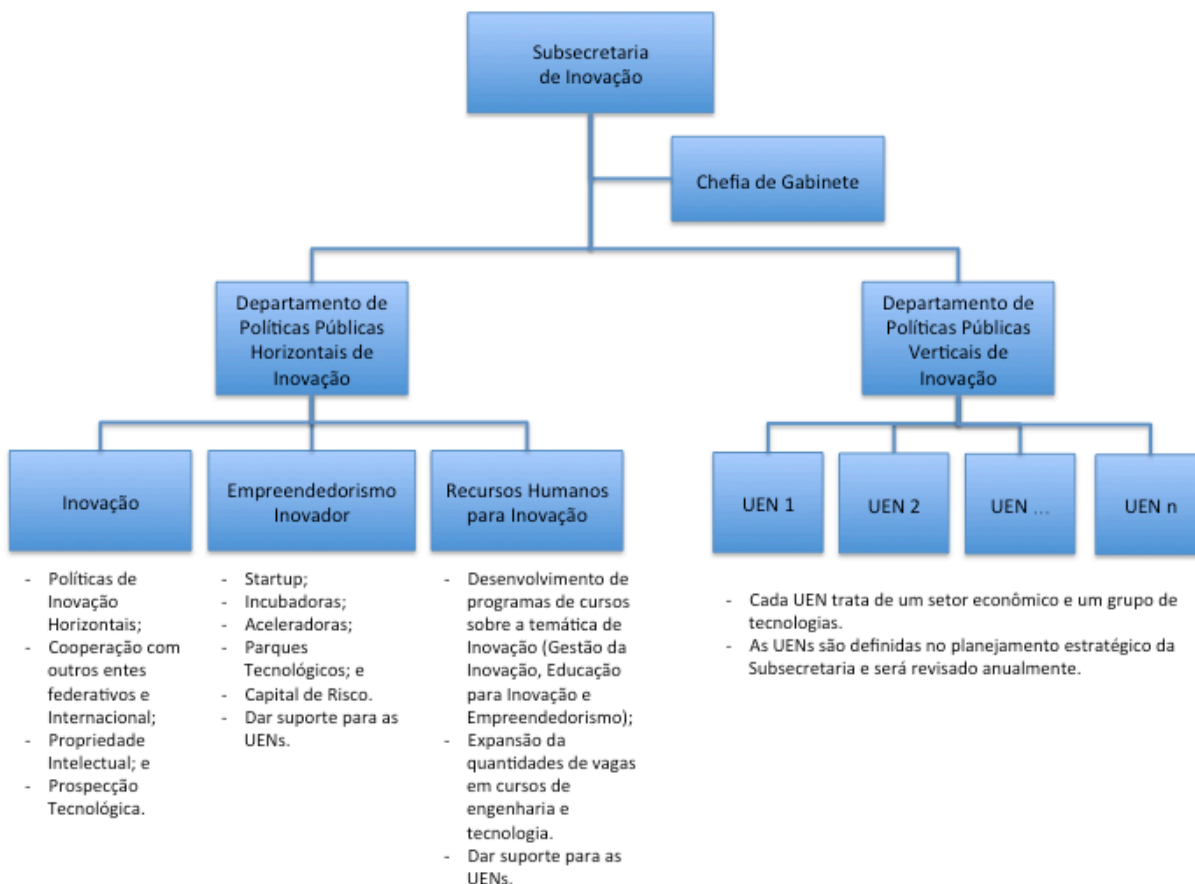 Subsecretaria
de Inovação
Chefia de Gabinete
Departamento de
Políticas Públicas
Horizontais de
Inovação
Departamento de
Políticas Públicas
Verticais de
Inovação
Inovação
Empreendedorismo
Inovador
Recursos Humanos
para Inovação
UEN 1
UEN 2
UEN ...
UEN n
- Políticas de
Inovação
Horizontais;
- Cooperação com
outros entes
federativos e
Internacional;
- Propriedade
Intelectual; e
- Prospecção
Tecnológica.
- Startup;
- Incubadoras;
- Aceleradoras;
- Parques
Tecnológicos; e
- Capital de Risco.
- Dar suporte para as
UENs.
- Desenvolvimento de
programas de cursos
sobre a temática de
Inovação (Gestão da
Inovação, Educação
para Inovação e
Empreendedorismo);
- Expansão da
quantidades de vagas
em cursos de
engenharia e
tecnologia.
- Dar suporte para as
UENs.
- Cada UEN trata de um setor econômico e um grupo de
tecnologias.
- As UENs são definidas no planejamento estratégico da
Subsecretaria e será revisado anualmente.